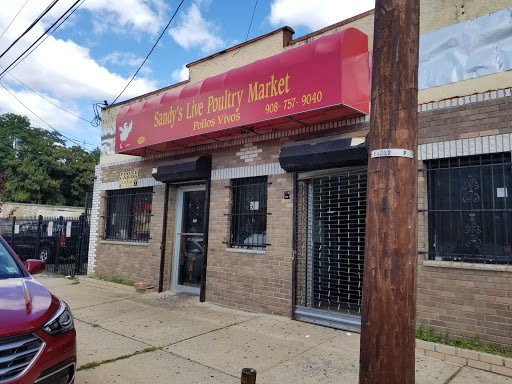 Sandy's Live Poultry Market
Pollos Vivos
908- 757- 9040